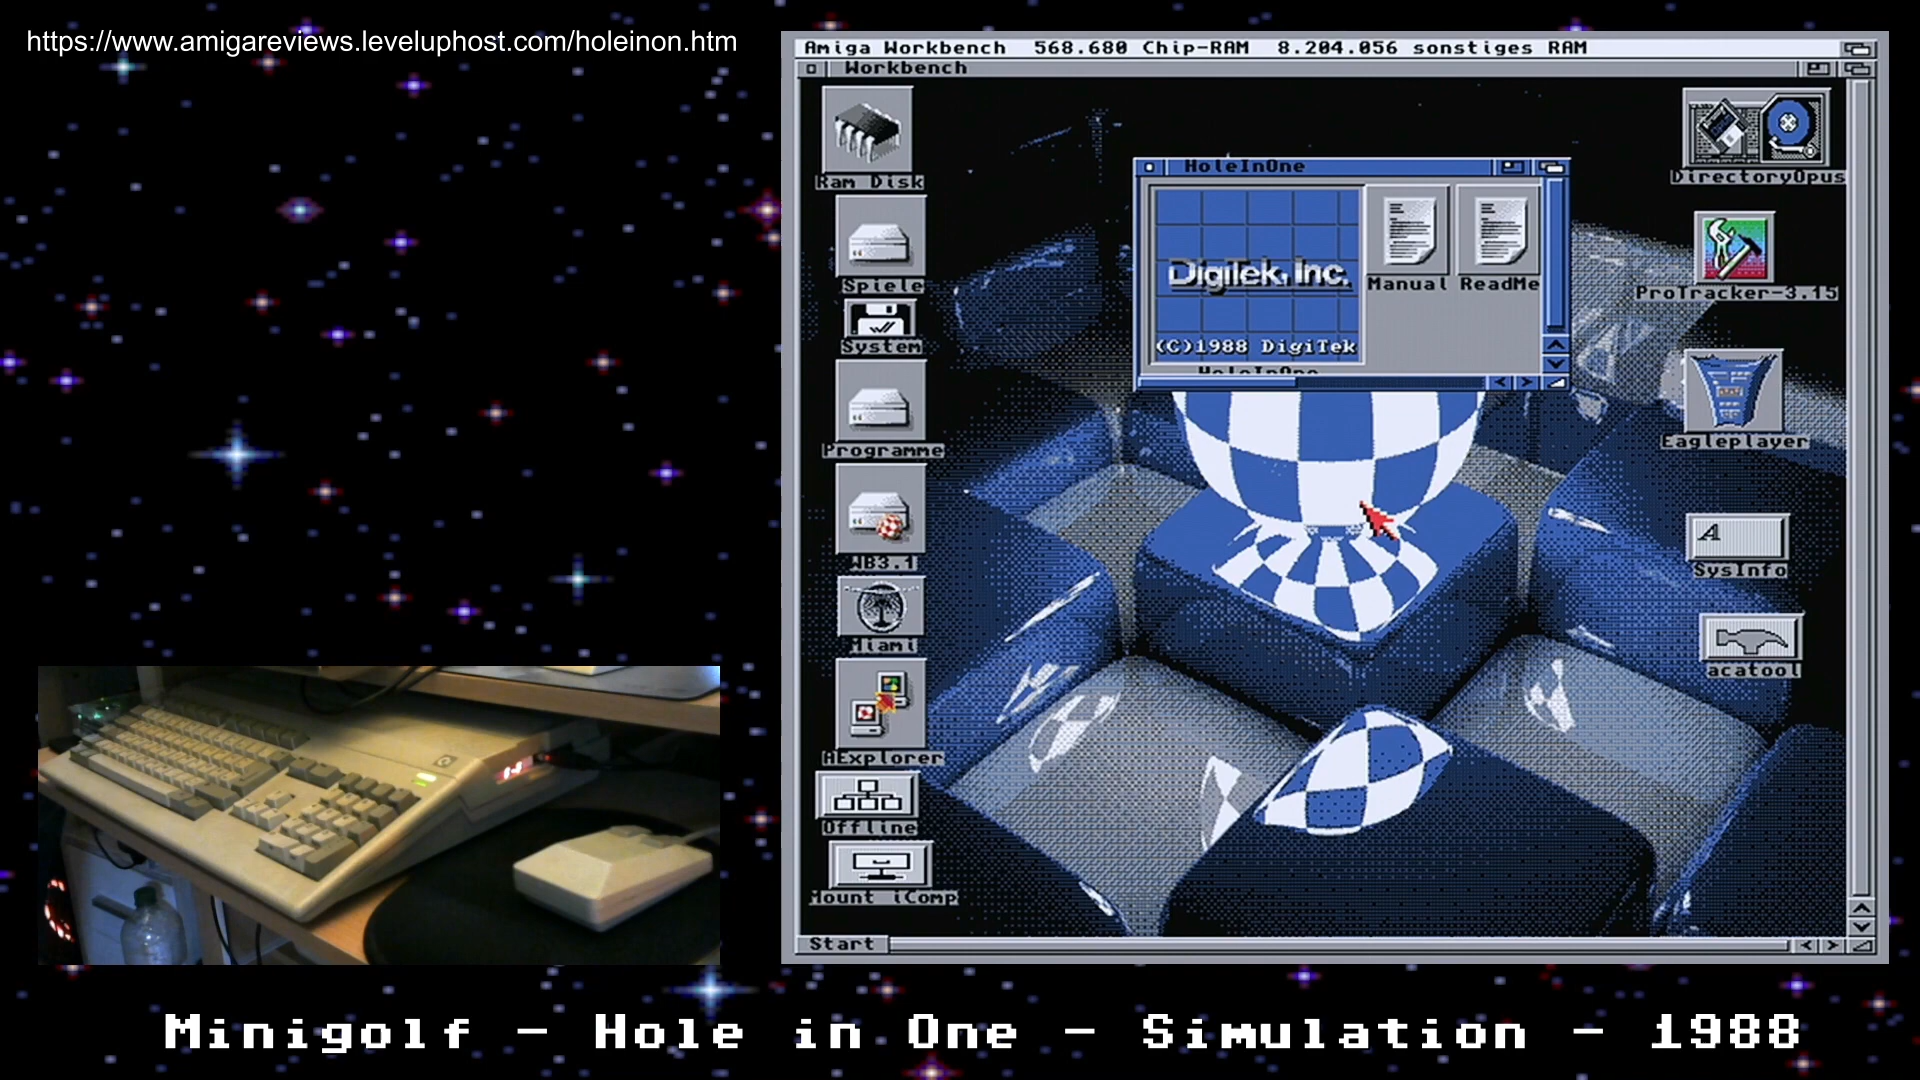 https://www.amigareviews.leveluphost.com/holeinon.htm
Amiga Workbench 568.680 Chip-RAM 8.204.056 sonstiges RAM
Workbench
Ram Disk
Spiele
System
Programme
WB3.1
Miami
AExplorer
Offline
Mount iComp
HoleInOne
DigiTek, Inc.
(C)1988 DigiTek
HoleInOne
Manual
ReadMe
DirectoryOpus
ProTracker-3.15
Eagleplayer
A
SysInfo
acatool
Start
Minigolf - Hole in One - Simulation - 1988